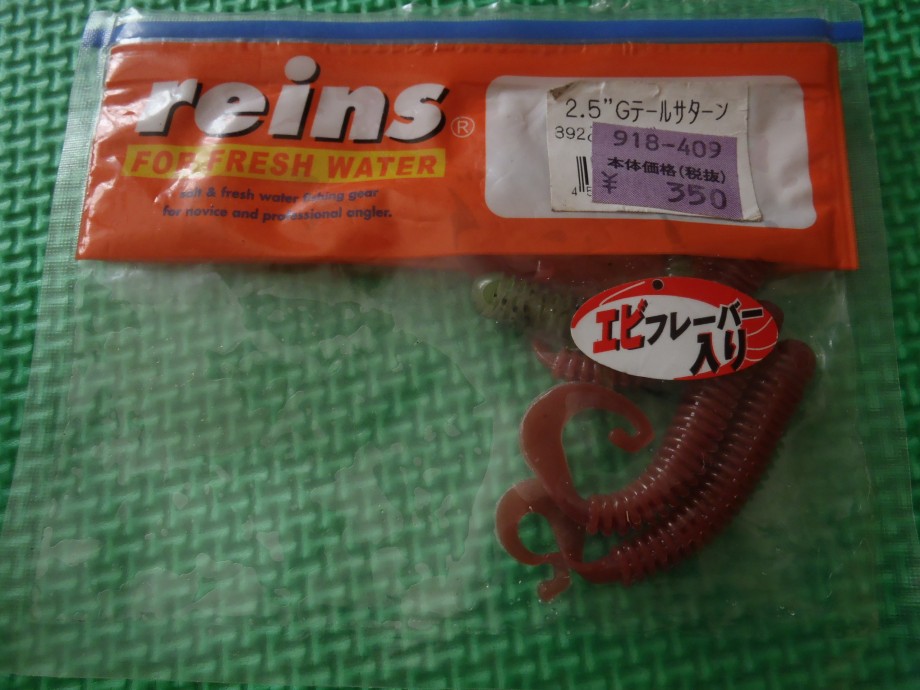 reins®
FOR FRESH WATER
salt & fresh water fishing gear
for novice and professional angler.
2.5"Gテールサターン
918-409
本体価格(税抜)
¥ 350
エビフレーバー
入り